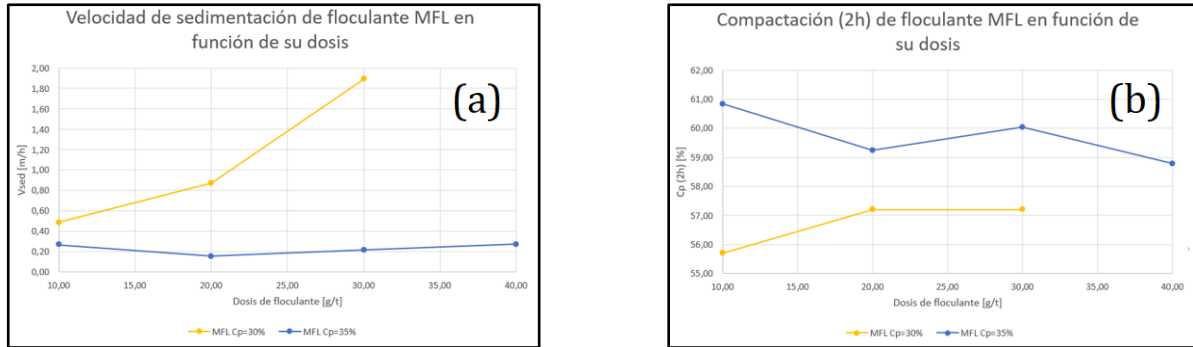 Velocidad de sedimentación de floculante MFL en
función de su dosis
(a)
Vsed [m/h]
2,00
1,80
1,60
1,40
1,20
1,00
0,80
0,60
0,40
0,20
0,00
10,00 15,00 20,00 25,00 30,00 35,00 40,00
Dosis de floculante [g/t]
MFL Cp=30% MFL Cp=35%
Compactación (2h) de floculante MFL en función de
su dosis
(b)
Cp (2h) [%]
62,00
61,00
60,00
59,00
58,00
57,00
56,00
55,00
10,00 15,00 20,00 25,00 30,00 35,00 40,00
Dosis de floculante [g/t]
MFL Cp=30% MFL Cp=35%